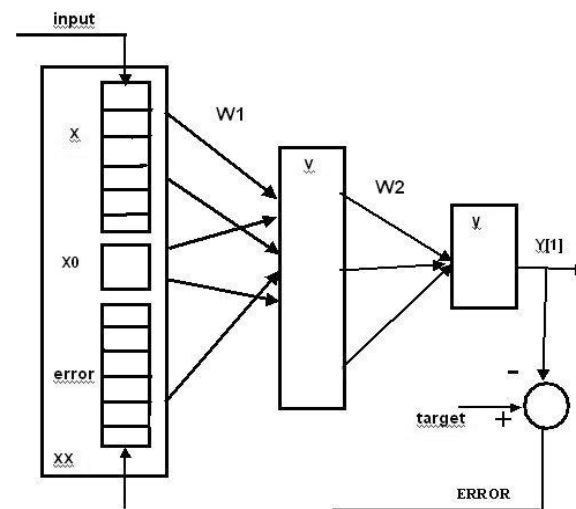 input
W1
X
V
W2
y
Y[1]
X0
error
target
-
+
XX
ERROR